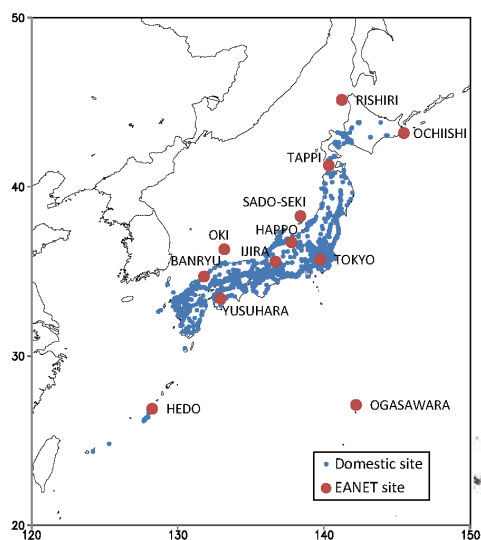 50
RISHIRI
OCHIISHI
TAPPI
40
SADO-SEKI
HAPPO
OKI
IJIRA
BANRYU
TOKYO
YUSUHARA
30
HEDO
OGASAWARA
Domestic site
EANET site
20
120 130 140 150